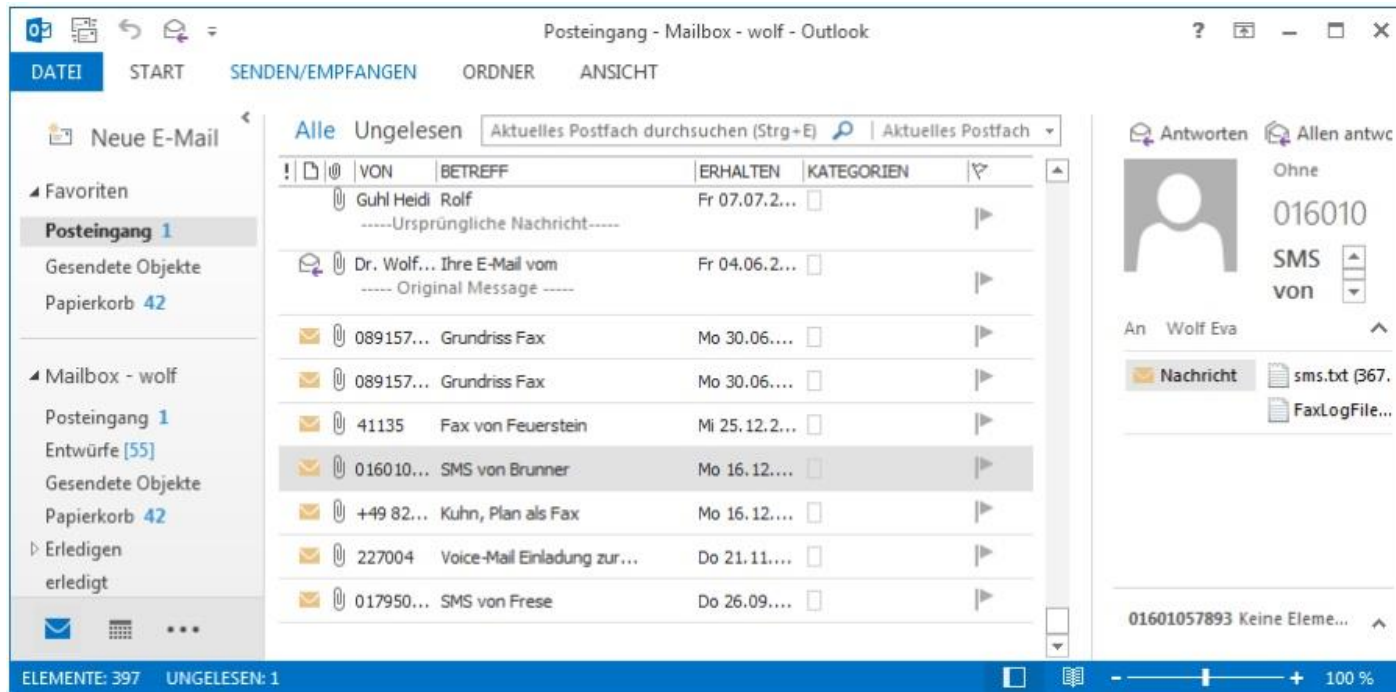 Posteingang - Mailbox - wolf - Outlook
?
DATEI START SENDEN/EMPFANGEN ORDNER ANSICHT
Neue E-Mail
Favoriten
Posteingang 1
Gesendete Objekte
Papierkorb 42
Mailbox - wolf
Posteingang 1
Entwürfe [55]
Gesendete Objekte
Papierkorb 42
Erledigen
erledigt
Alle Ungelesen Aktuelles Postfach durchsuchen (Strg+E) Aktuelles Postfach
! VON BETREFF ERHALTEN KATEGORIEN
Guhl Heidi Rolf Fr 07.07.2...
-----Ursprüngliche Nachricht-----
Dr. Wolf... Ihre E-Mail vom Fr 04.06.2...
----- Original Message -----
089157... Grundriss Fax Mo 30.06....
089157... Grundriss Fax Mo 30.06....
41135 Fax von Feuerstein Mi 25.12.2...
016010... SMS von Brunner Mo 16.12....
+49 82... Kuhn, Plan als Fax Mo 16.12....
227004 Voice-Mail Einladung zur... Do 21.11....
017950... SMS von Frese Do 26.09....
Antworten Allen antwc
Ohne
016010
SMS
von
An Wolf Eva
Nachricht sms.txt (367.
FaxLogFile...
01601057893 Keine Eleme...
ELEMENTE: 397 UNGELESEN: 1 100 %